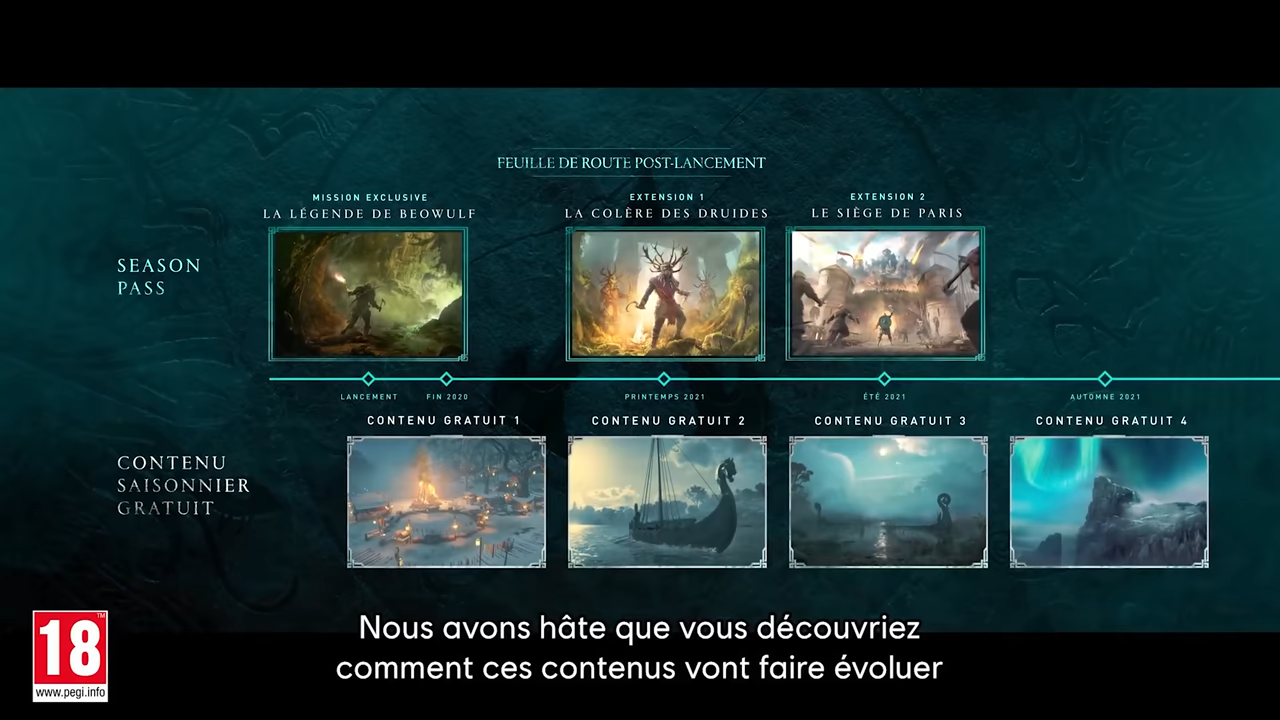 FEUILLE DE ROUTE POST-LANCEMENT
MISSION EXCLUSIVE
LA LÉGENDE DE BEOWULF
EXTENSION 1
LA COLÈRE DES DRUIDES
EXTENSION 2
LE SIÈGE DE PARIS
SEASON
PASS
LANCEMENT
FIN 2020
PRINTEMPS 2021
ÉTÉ 2021
AUTOMNE 2021
CONTENU GRATUIT 1
CONTENU GRATUIT 2
CONTENU GRATUIT 3
CONTENU GRATUIT 4
CONTENU
SAISONNIER
GRATUIT
18
TM
www.pegi.info
Nous avons hâte que vous découvriez
comment ces contenus vont faire évoluer